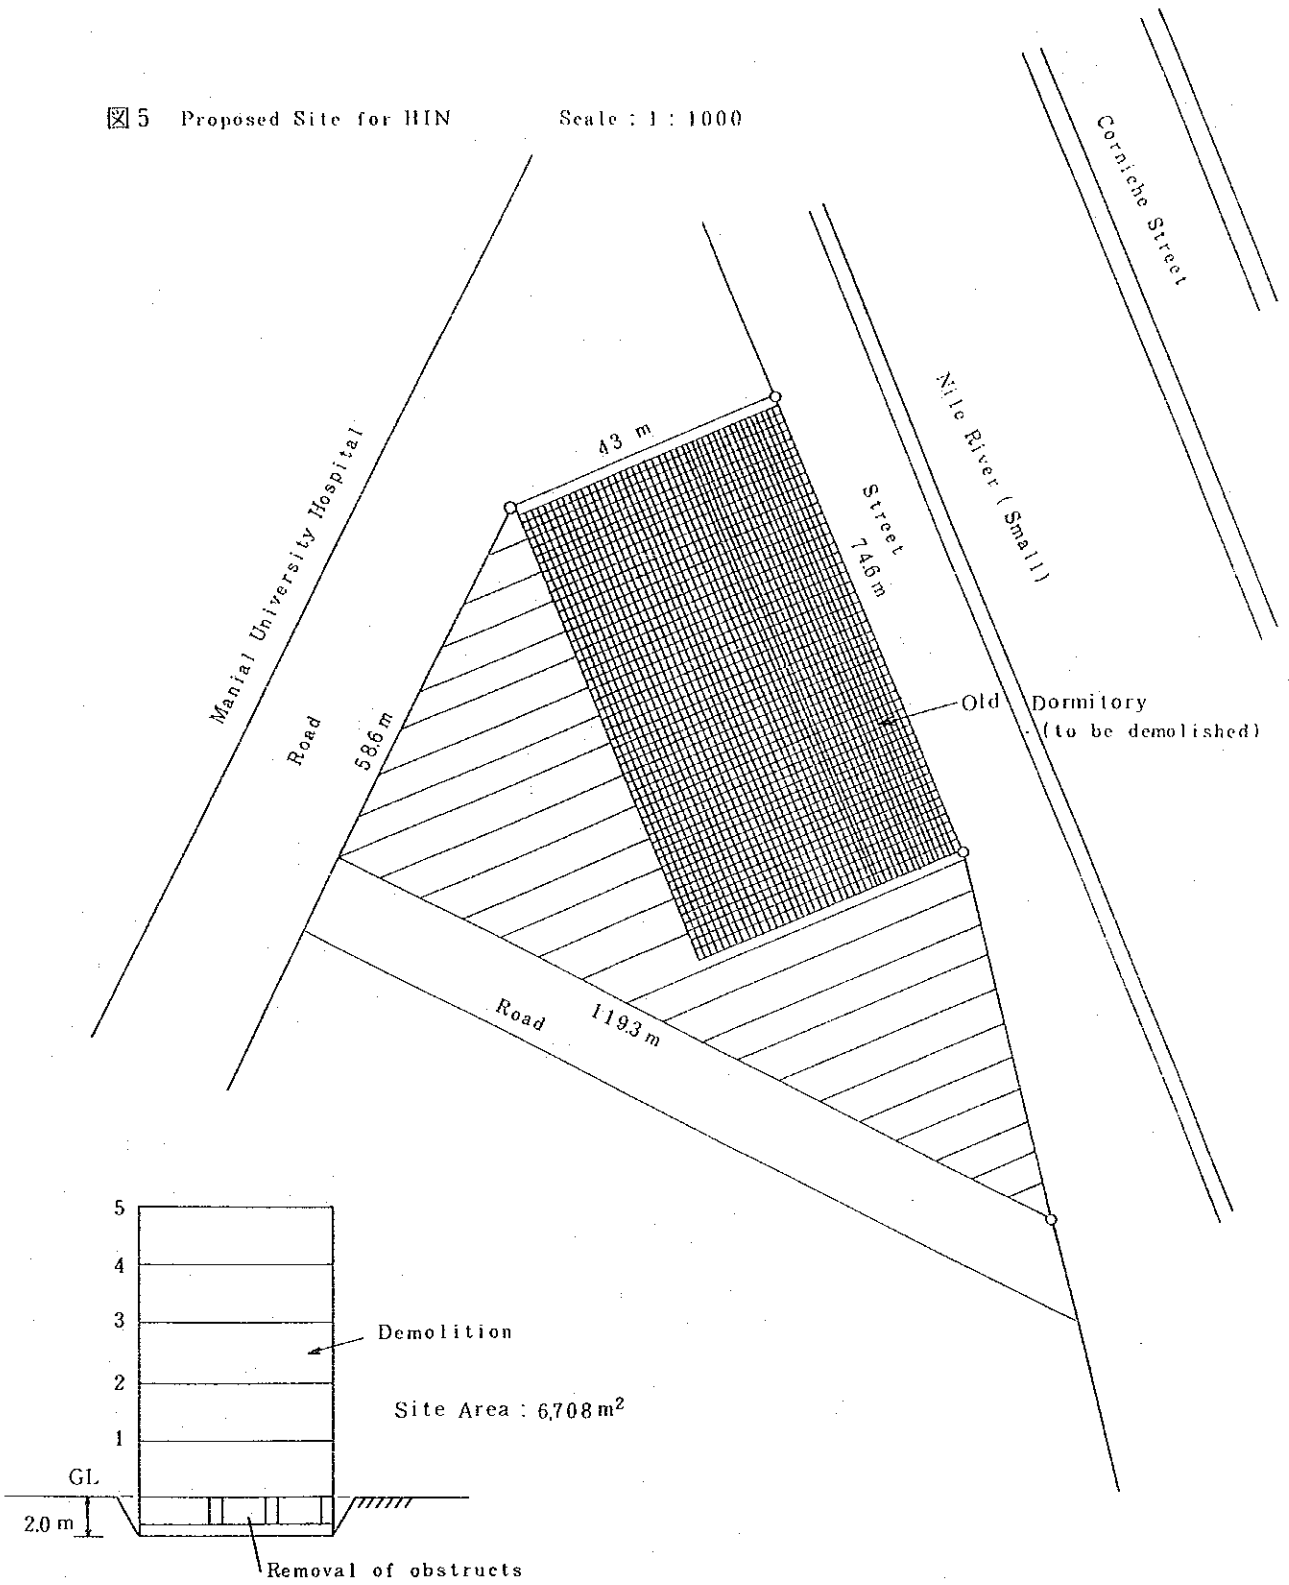 図5 Proposed Site for HIN Scale : 1 : 1000
Corniche Street
Nile River (Small)
43 m
Street
74.6 m
Manial University Hospital
Road
58.6 m
Old Dormitory
(to be demolished)
Road
119.3 m
5
4
3
2
1
Demolition
Site Area : 6,708 m²
GL
2.0 m
Removal of obstructs